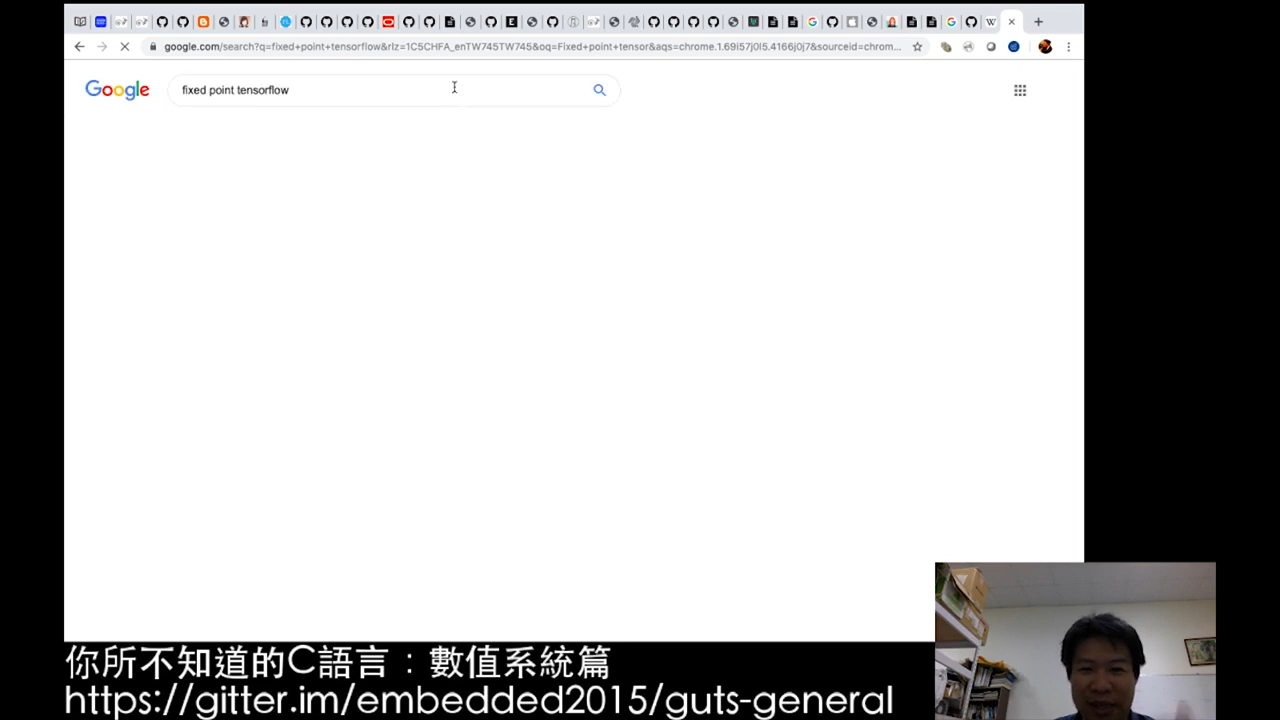 google.com/search?q=fixed+point+tensorflow&rlz=1C5CHFA_enTW745TW745&oq=Fixed+point+tensor&aqs=chrome.1.69i57j0l5.4166j0j7&sourceid=chrom...
Google
fixed point tensorflow
你所不知道的C語言：數值系統篇
https://gitter.im/embedded2015/guts-general